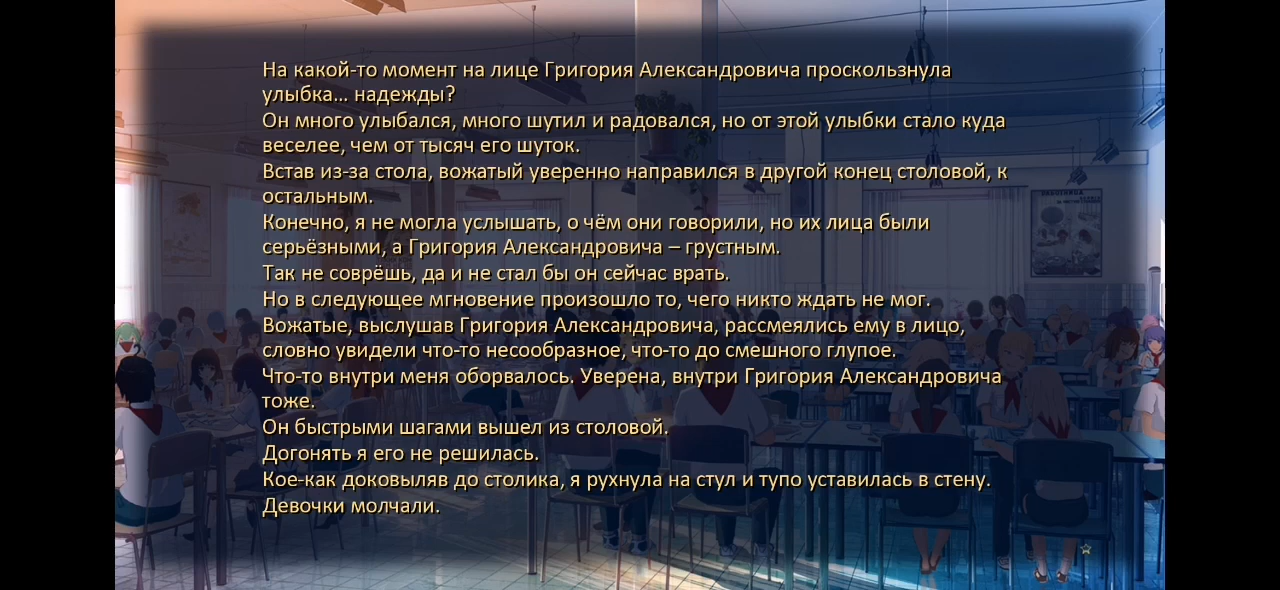 На какой-то момент на лице Григория Александровича проскользнула
улыбка... надежды?
Он много улыбался, много шутил и радовался, но от этой улыбки стало куда
веселее, чем от тысяч его шуток.
Встав из-за стола, вожатый уверенно направился в другой конец столовой, к
остальным.
Конечно, я не могла услышать, о чём они говорили, но их лица были
серьёзными, а Григория Александровича – грустным.
Так не соврёшь, да и не стал бы он сейчас врать.
Но в следующее мгновение произошло то, чего никто ждать не мог.
Вожатые, выслушав Григория Александровича, рассмеялись ему в лицо,
словно увидели что-то несообразное, что-то до смешного глупое.
Что-то внутри меня оборвалось. Уверена, внутри Григория Александровича
тоже.
Он быстрыми шагами вышел из столовой.
Догонять я его не решилась.
Кое-как доковыляв до столика, я рухнула на стул и тупо уставилась в стену.
Девочки молчали.